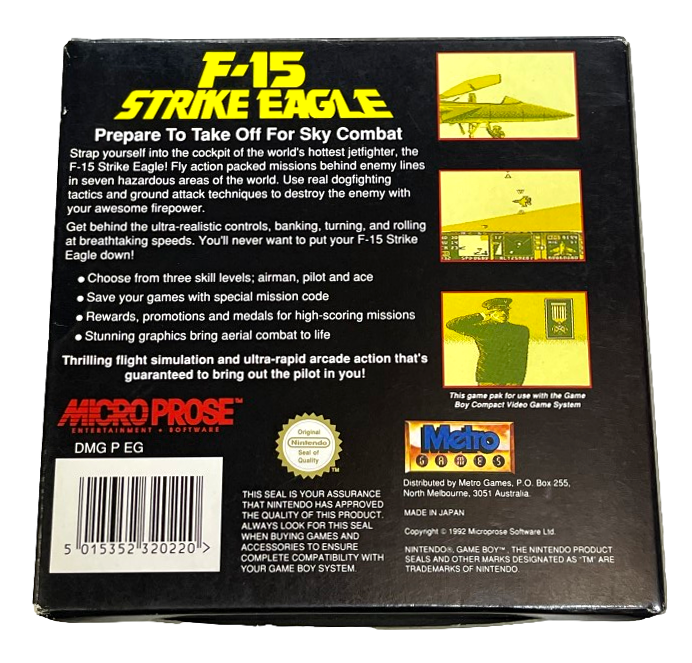 F-15
STRIKE EAGLE
Prepare To Take Off For Sky Combat
Strap yourself into the cockpit of the world's hottest jetfighter, the
F-15 Strike Eagle! Fly action packed missions behind enemy lines
in seven hazardous areas of the world. Use real dogfighting
tactics and ground attack techniques to destroy the enemy with
your awesome firepower.
Get behind the ultra-realistic controls, banking, turning, and rolling
at breathtaking speeds. You'll never want to put your F-15 Strike
Eagle down!
● Choose from three skill levels; airman, pilot and ace
● Save your games with special mission code
● Rewards, promotions and medals for high-scoring missions
● Stunning graphics bring aerial combat to life
Thrilling flight simulation and ultra-rapid arcade action that's
guaranteed to bring out the pilot in you!
This game pak for use with the Game
Boy Compact Video Game System
MICROPROSE™
ENTERTAINMENT • SOFTWARE
DMG P EG
5 015352 320220 >
Original
Nintendo
Seal of
Quality
TM
THIS SEAL IS YOUR ASSURANCE
THAT NINTENDO HAS APPROVED
THE QUALITY OF THIS PRODUCT.
ALWAYS LOOK FOR THIS SEAL
WHEN BUYING GAMES AND
ACCESSORIES TO ENSURE
COMPLETE COMPATIBILITY WITH
YOUR GAME BOY SYSTEM.
Metro
GAMES
Distributed by Metro Games, P.O. Box 255,
North Melbourne, 3051 Australia.
MADE IN JAPAN
Copyright © 1992 Microprose Software Ltd.
NINTENDO®, GAME BOY™, THE NINTENDO PRODUCT
SEALS AND OTHER MARKS DESIGNATED AS "TM" ARE
TRADEMARKS OF NINTENDO.